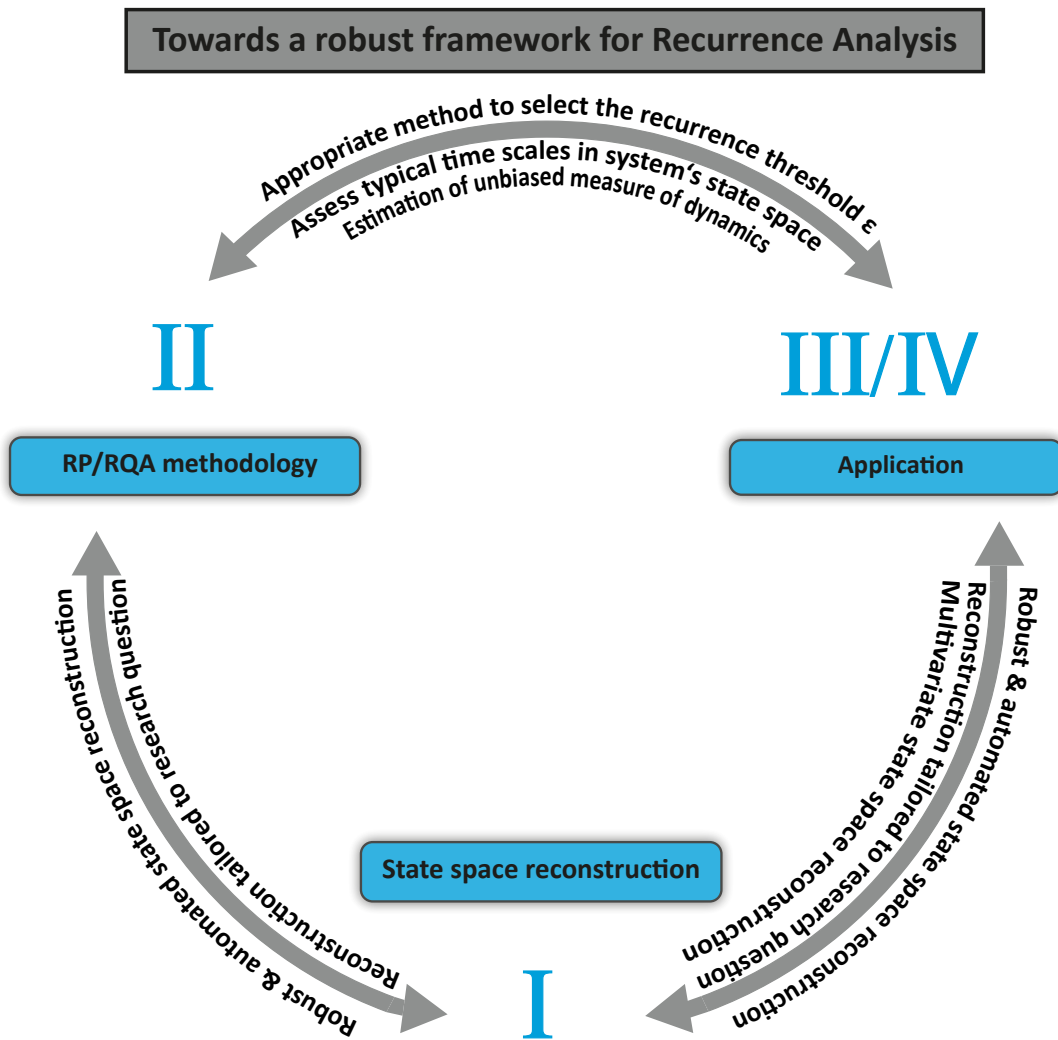 Towards a robust framework for Recurrence Analysis
Appropriate method to select the recurrence threshold ε
Assess typical time scales in system‘s state space
Estimation of unbiased measure of dynamics
II
III/IV
RP/RQA methodology
Application
Robust & automated state space reconstruction
Reconstruction tailored to research question
Multivariate state space reconstruction
Reconstruction tailored to research question
Robust & automated state space reconstruction
State space reconstruction
I